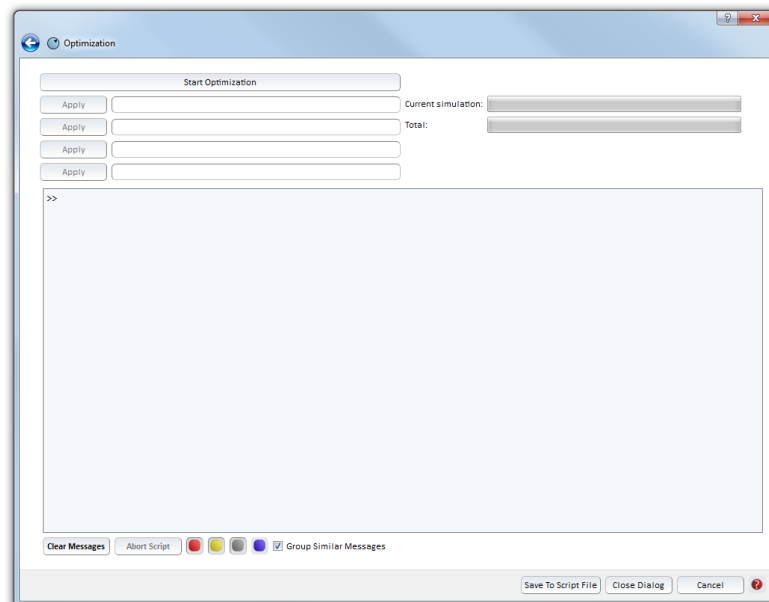 Optimization
Start Optimization
Apply
Current simulation:
Apply
Total:
Apply
Apply
>>
Clear Messages
Abort Script
Group Similar Messages
Save To Script File
Close Dialog
Cancel
?
?